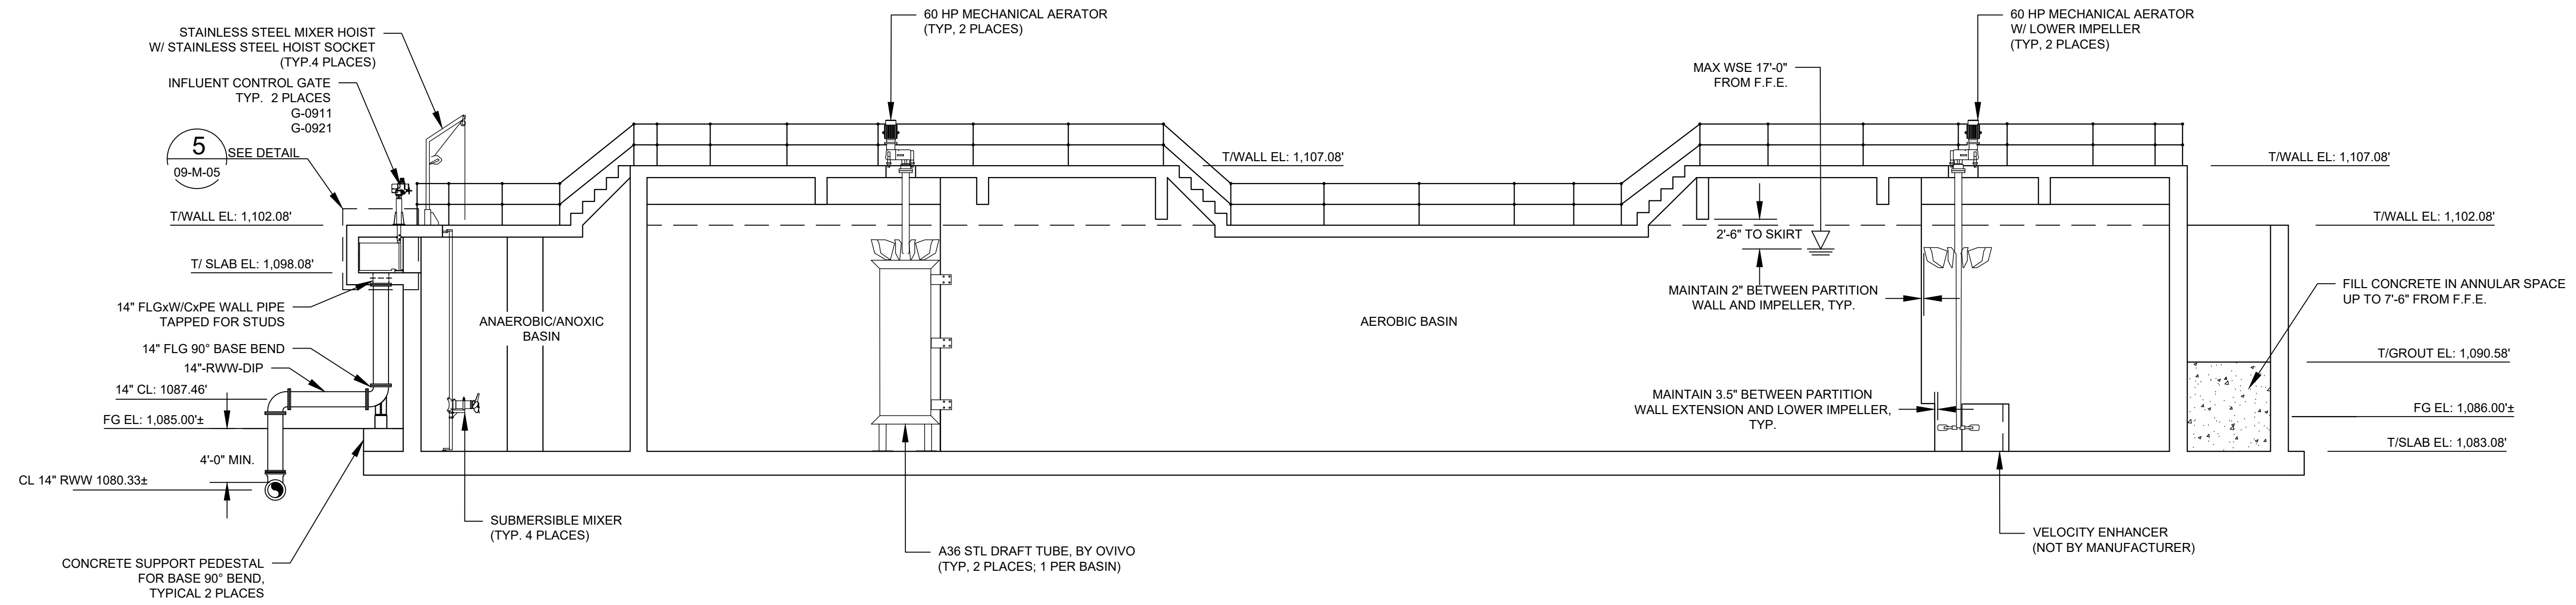 60 HP MECHANICAL AERATOR
(TYP, 2 PLACES)
60 HP MECHANICAL AERATOR
W/ LOWER IMPELLER
(TYP, 2 PLACES)
STAINLESS STEEL MIXER HOIST
W/ STAINLESS STEEL HOIST SOCKET
(TYP.4 PLACES)
INFLUENT CONTROL GATE
TYP. 2 PLACES
G-0911
G-0921
MAX WSE 17'-0"
FROM F.F.E.
5
09-M-05
SEE DETAIL
T/WALL EL: 1,107.08'
T/WALL EL: 1,107.08'
T/WALL EL: 1,102.08'
T/WALL EL: 1,102.08'
2'-6" TO SKIRT
T/ SLAB EL: 1,098.08'
MAINTAIN 2" BETWEEN PARTITION
WALL AND IMPELLER, TYP.
FILL CONCRETE IN ANNULAR SPACE
UP TO 7'-6" FROM F.F.E.
14" FLGxW/CxPE WALL PIPE
TAPPED FOR STUDS
ANAEROBIC/ANOXIC
BASIN
AEROBIC BASIN
14" FLG 90° BASE BEND
14"-RWW-DIP
14" CL: 1087.46'
FG EL: 1,085.00'±
T/GROUT EL: 1,090.58'
MAINTAIN 3.5" BETWEEN PARTITION
WALL EXTENSION AND LOWER IMPELLER,
TYP.
FG EL: 1,086.00'±
T/SLAB EL: 1,083.08'
4'-0" MIN.
CL 14" RWW 1080.33±
SUBMERSIBLE MIXER
(TYP. 4 PLACES)
A36 STL DRAFT TUBE, BY OVIVO
(TYP, 2 PLACES; 1 PER BASIN)
VELOCITY ENHANCER
(NOT BY MANUFACTURER)
CONCRETE SUPPORT PEDESTAL
FOR BASE 90° BEND,
TYPICAL 2 PLACES